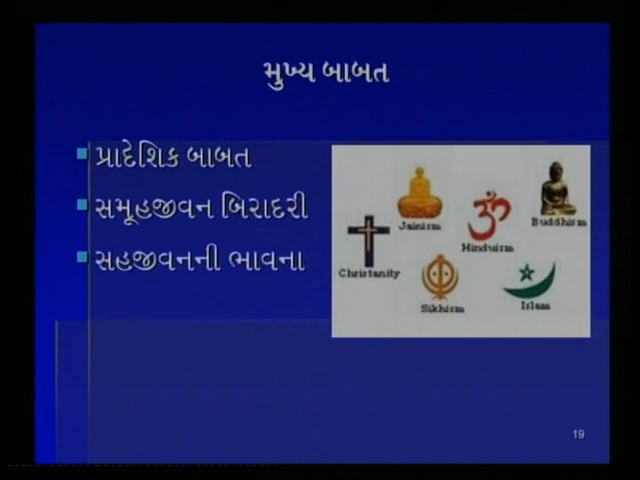 મુખ્ય બાબત
પ્રાદેશિક બાબત
સમૂહજીવન બિરાદરી
સહજીવનની ભાવના
Jainism
Buddhism
Hinduism
Christanity
Sikhism
Islam
19